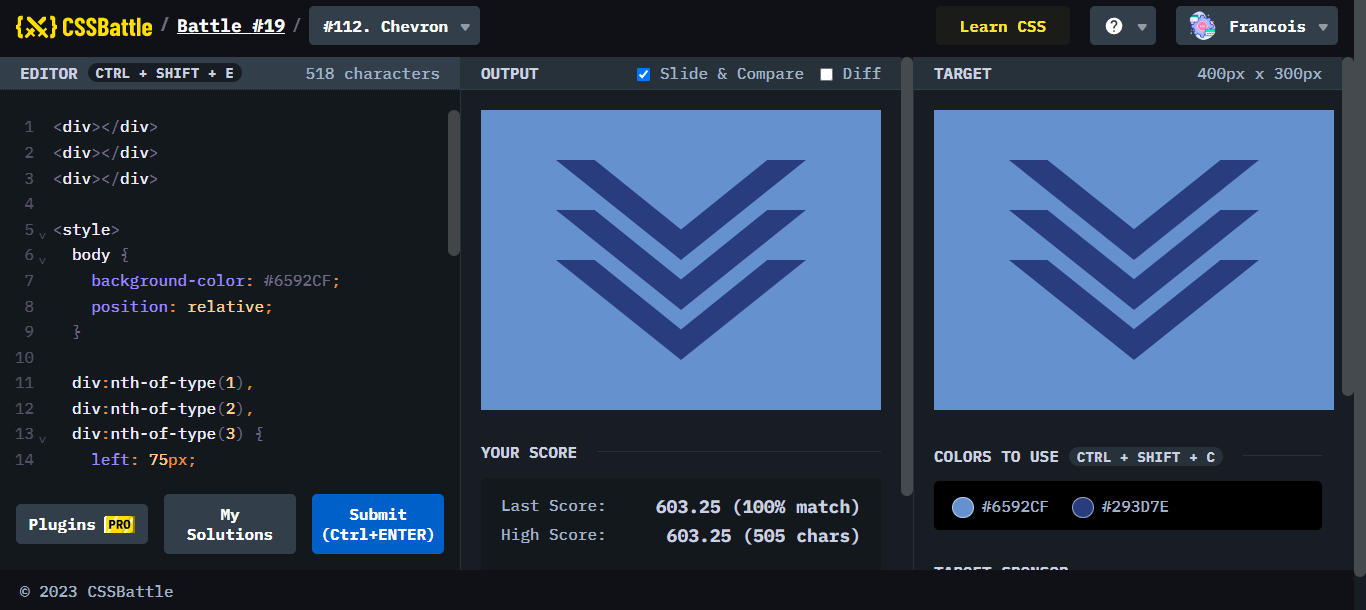 CSSBattle / Battle #19 / #112. Chevron
Learn CSS
?
Francois
EDITOR CTRL + SHIFT + E 518 characters
1 <div></div>
2 <div></div>
3 <div></div>
4
5 <style>
6 body {
7 background-color: #6592CF;
8 position: relative;
9 }
10
11 div:nth-of-type(1),
12 div:nth-of-type(2),
13 div:nth-of-type(3) {
14 left: 75px;
Plugins PRO
My
Solutions
Submit
(Ctrl+ENTER)
OUTPUT Slide & Compare Diff
YOUR SCORE
Last Score: 603.25 (100% match)
High Score: 603.25 (505 chars)
TARGET 400px x 300px
COLORS TO USE CTRL + SHIFT + C
#6592CF #293D7E
TARGET SPONSOR
© 2023 CSSBattle